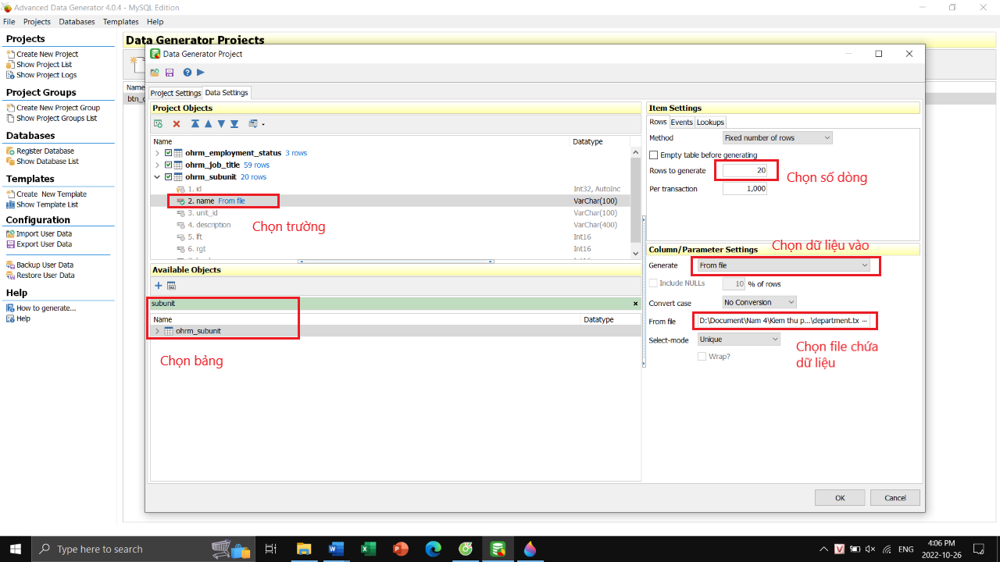 Advanced Data Generator 4.0.4 - MySQL Edition
File Projects Databases Templates Help
Projects
Create New Project
Show Project List
Show Project Logs
Project Groups
Create New Project Group
Show Project Groups List
Databases
Register Database
Show Database List
Templates
Create New Template
Show Template List
Configuration
Import User Data
Export User Data
Backup User Data
Restore User Data
Help
How to generate...
Help
Data Generator Projects
Name
Data Generator Project
Project Settings Data Settings
Project Objects
Name Datatype
ohrm_employment_status 3 rows
ohrm_job_title 59 rows
ohrm_subunit 20 rows
1. id Int32, AutoInc
2. name From file VarChar(100)
3. unit_id VarChar(100)
4. description VarChar(400)
5. lft Int16
6. rgt Int16
Chọn trường
Available Objects
subunit
Name Datatype
ohrm_subunit
Chọn bảng
Item Settings
Rows Events Lookups
Method Fixed number of rows
Empty table before generating
Rows to generate 20
Chọn số dòng
Per transaction 1,000
Chọn dữ liệu vào
Column/Parameter Settings
Generate From file
Include NULLs 10 % of rows
Convert case No Conversion
From file D:\Document\Nam 4\Kiem thu p...\department.tx ...
Select-mode Unique
Wrap?
Chọn file chứa
dữ liệu
OK Cancel
Type here to search
ENG
4:06 PM
2022-10-26